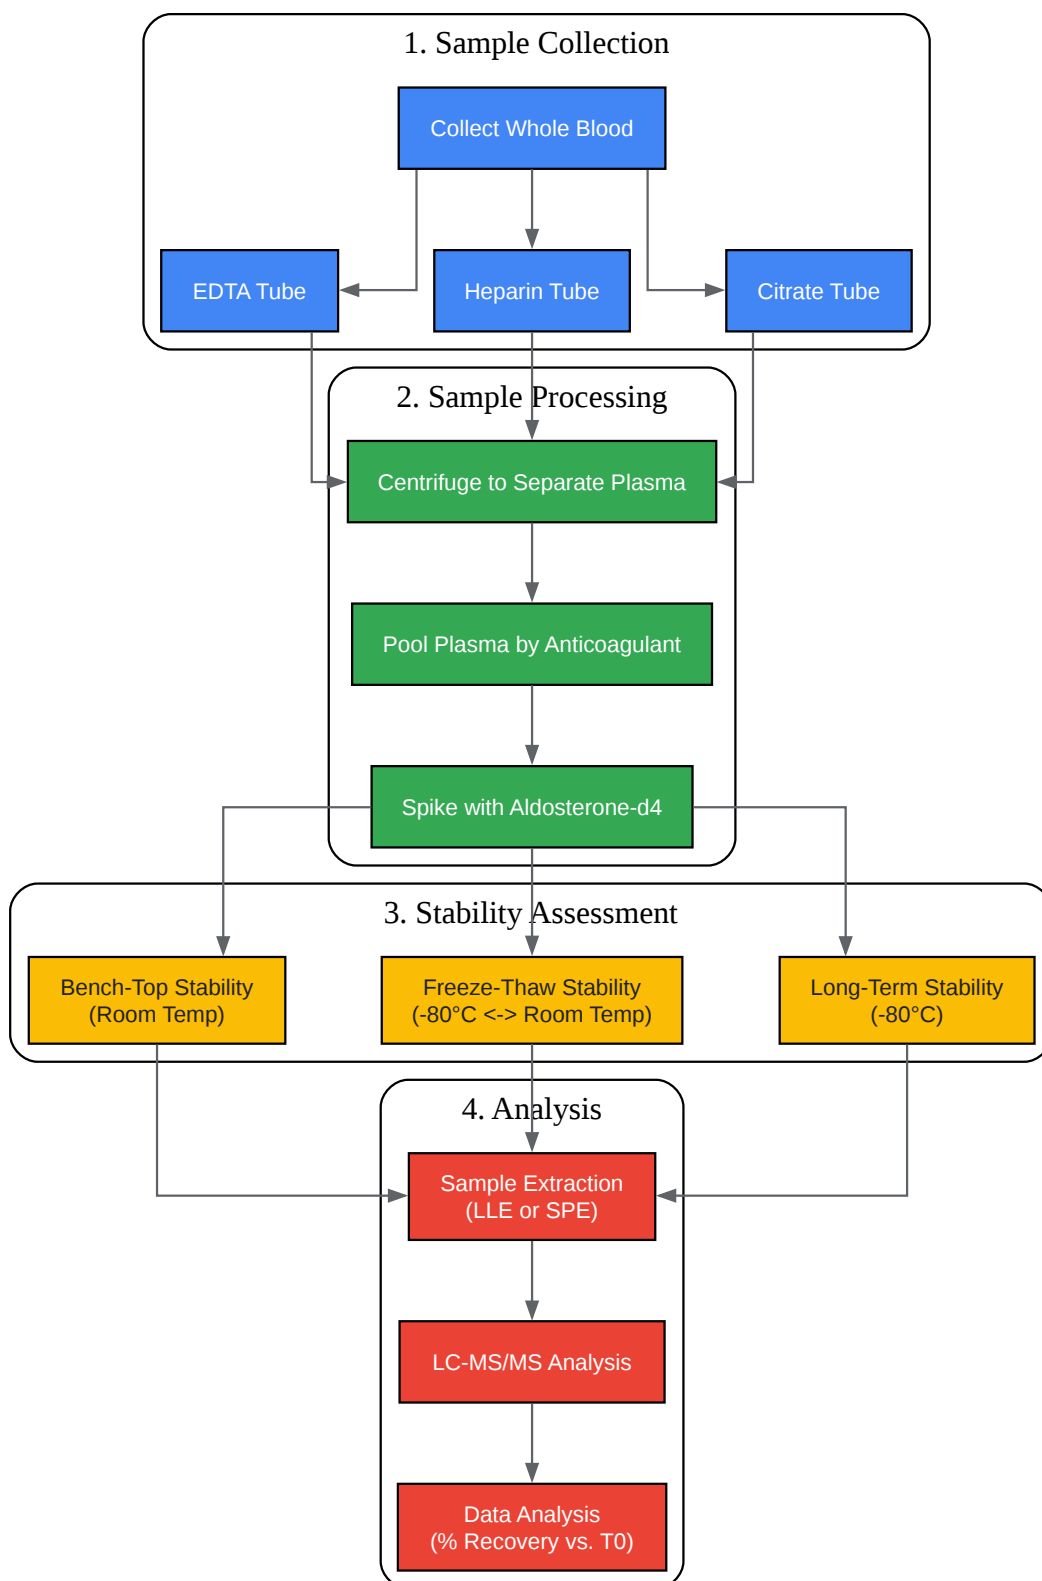 1. Sample Collection
Collect Whole Blood
EDTA Tube
Heparin Tube
Citrate Tube
2. Sample Processing
Centrifuge to Separate Plasma
Pool Plasma by Anticoagulant
Spike with Aldosterone-d4
3. Stability Assessment
Bench-Top Stability
(Room Temp)
Freeze-Thaw Stability
(-80°C <-> Room Temp)
Long-Term Stability
(-80°C)
4. Analysis
Sample Extraction
(LLE or SPE)
LC-MS/MS Analysis
Data Analysis
(% Recovery vs. T0)